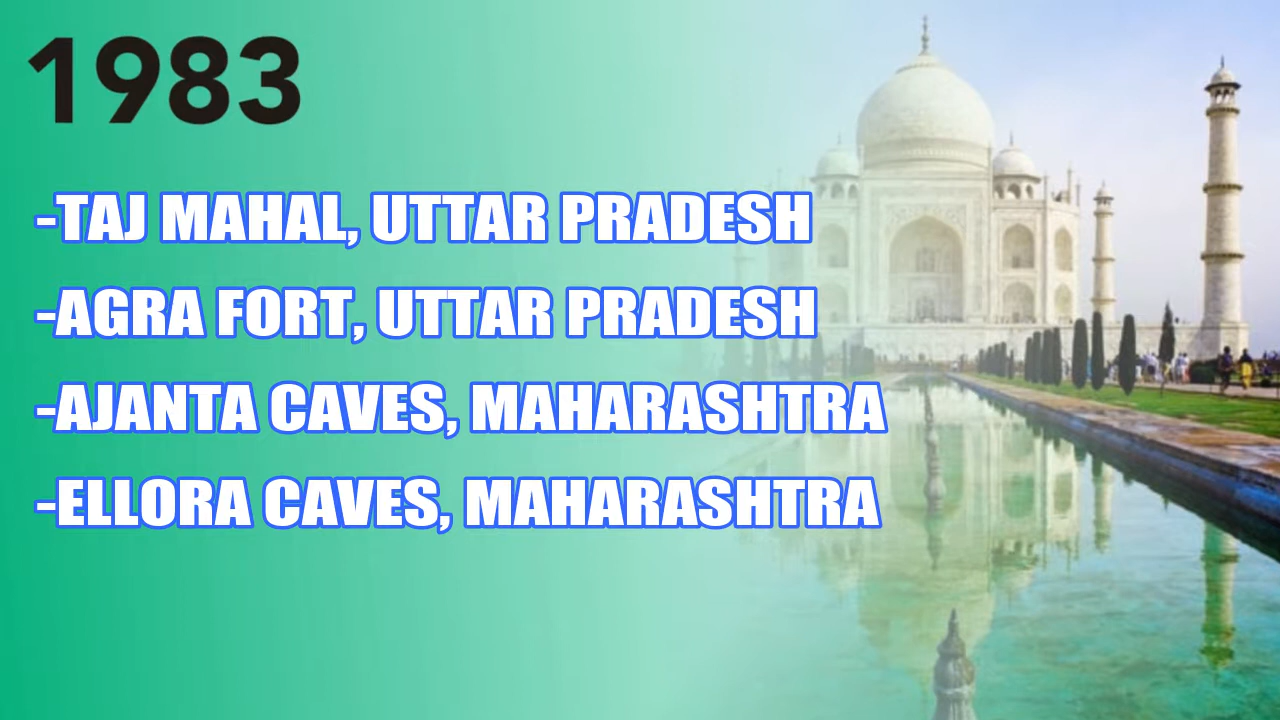 1983
-TAJ MAHAL, UTTAR PRADESH
-AGRA FORT, UTTAR PRADESH
-AJANTA CAVES, MAHARASHTRA
-ELLORA CAVES, MAHARASHTRA